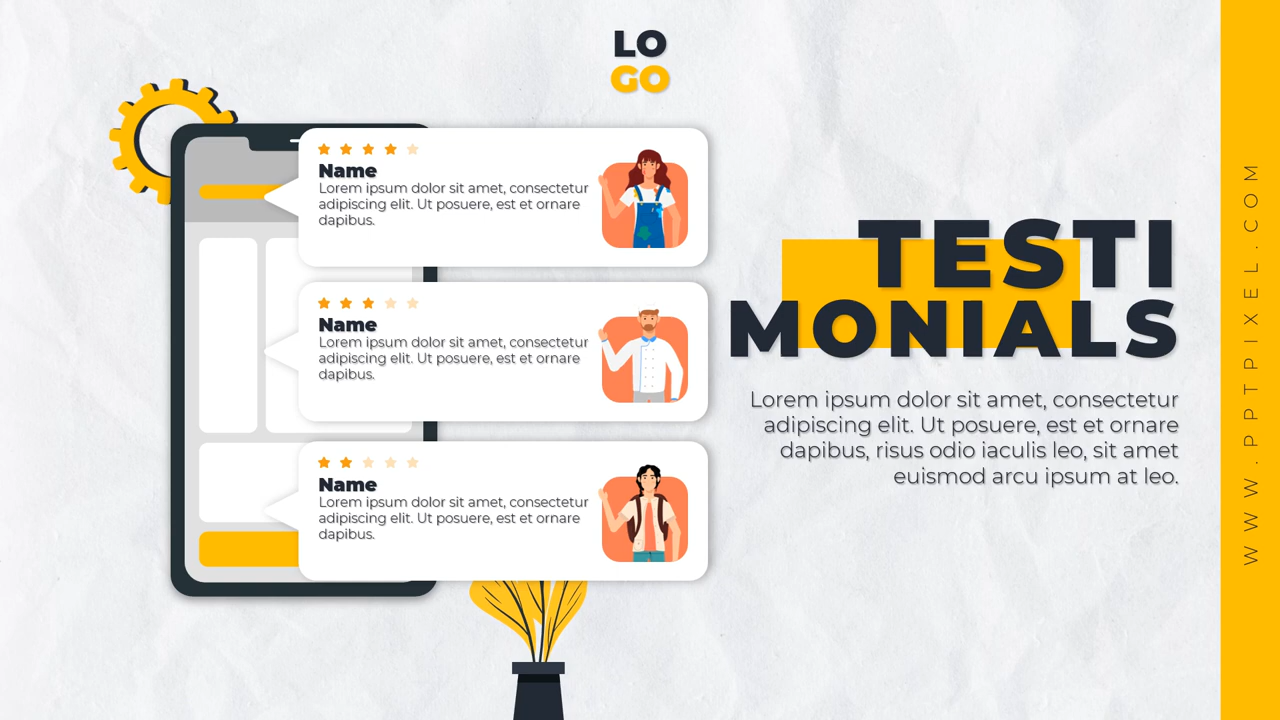 LO
GO
Name
Lorem ipsum dolor sit amet, consectetur
adipiscing elit. Ut posuere, est et ornare
dapibus.
Name
Lorem ipsum dolor sit amet, consectetur
adipiscing elit. Ut posuere, est et ornare
dapibus.
Name
Lorem ipsum dolor sit amet, consectetur
adipiscing elit. Ut posuere, est et ornare
dapibus.
TESTI
MONIALS
Lorem ipsum dolor sit amet, consectetur
adipiscing elit. Ut posuere, est et ornare
dapibus, risus odio iaculis leo, sit amet
euismod arcu ipsum at leo.
WWW.PPTPIXEL.COM